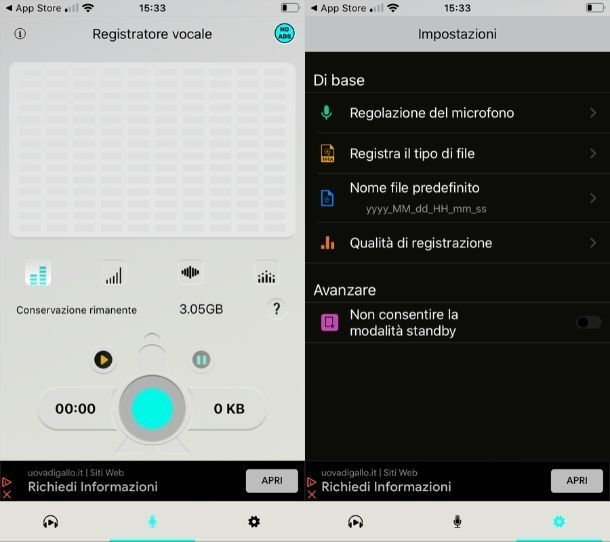 App Store 15:33
Registratore vocale
NO ADS
Conservazione rimanente 3.05GB ?
00:00 0 KB
uovadigallo.it | Siti Web
Richiedi Informazioni
APRI
App Store 15:33
Impostazioni
Di base
Regolazione del microfono
Registra il tipo di file
Nome file predefinito
yyyy_MM_dd_HH_mm_ss
Qualità di registrazione
Avanzare
Non consentire la
modalità standby
uovadigallo.it | Siti Web
Richiedi Informazioni
APRI